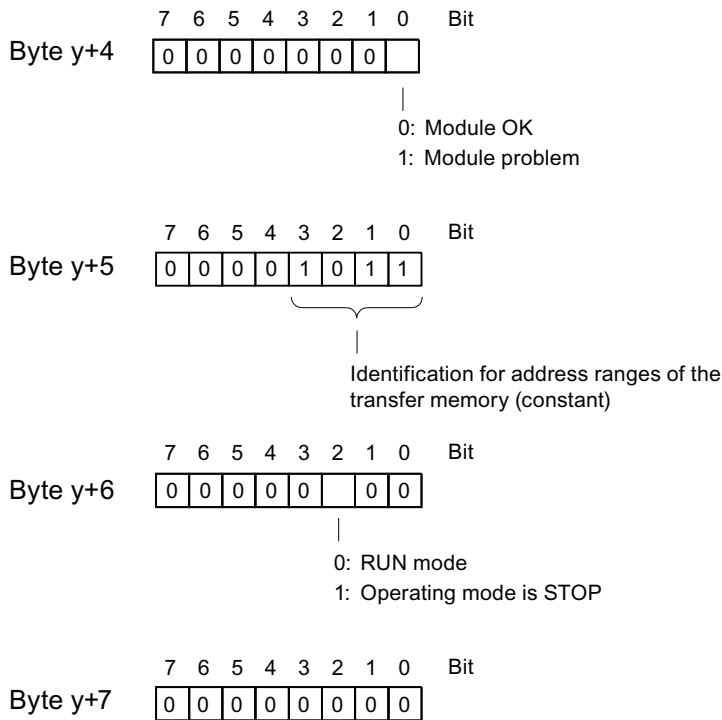 7 6 5 4 3 2 1 0 Bit
Byte y+4 0 0 0 0 0 0 0
0: Module OK
1: Module problem
7 6 5 4 3 2 1 0 Bit
Byte y+5 0 0 0 0 1 0 1 1
Identification for address ranges of the
transfer memory (constant)
7 6 5 4 3 2 1 0 Bit
Byte y+6 0 0 0 0 0 0 0
0: RUN mode
1: Operating mode is STOP
7 6 5 4 3 2 1 0 Bit
Byte y+7 0 0 0 0 0 0 0 0